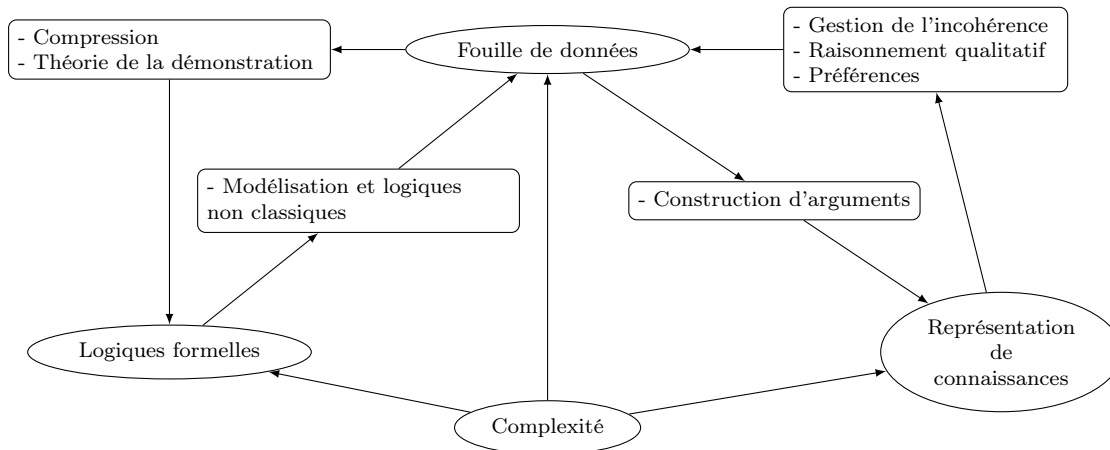 - Compression
- Théorie de la démonstration
Fouille de données
- Gestion de l'incohérence
- Raisonnement qualitatif
- Préférences
- Modélisation et logiques
non classiques
- Construction d'arguments
Logiques formelles
Représentation
de
connaissances
Complexité